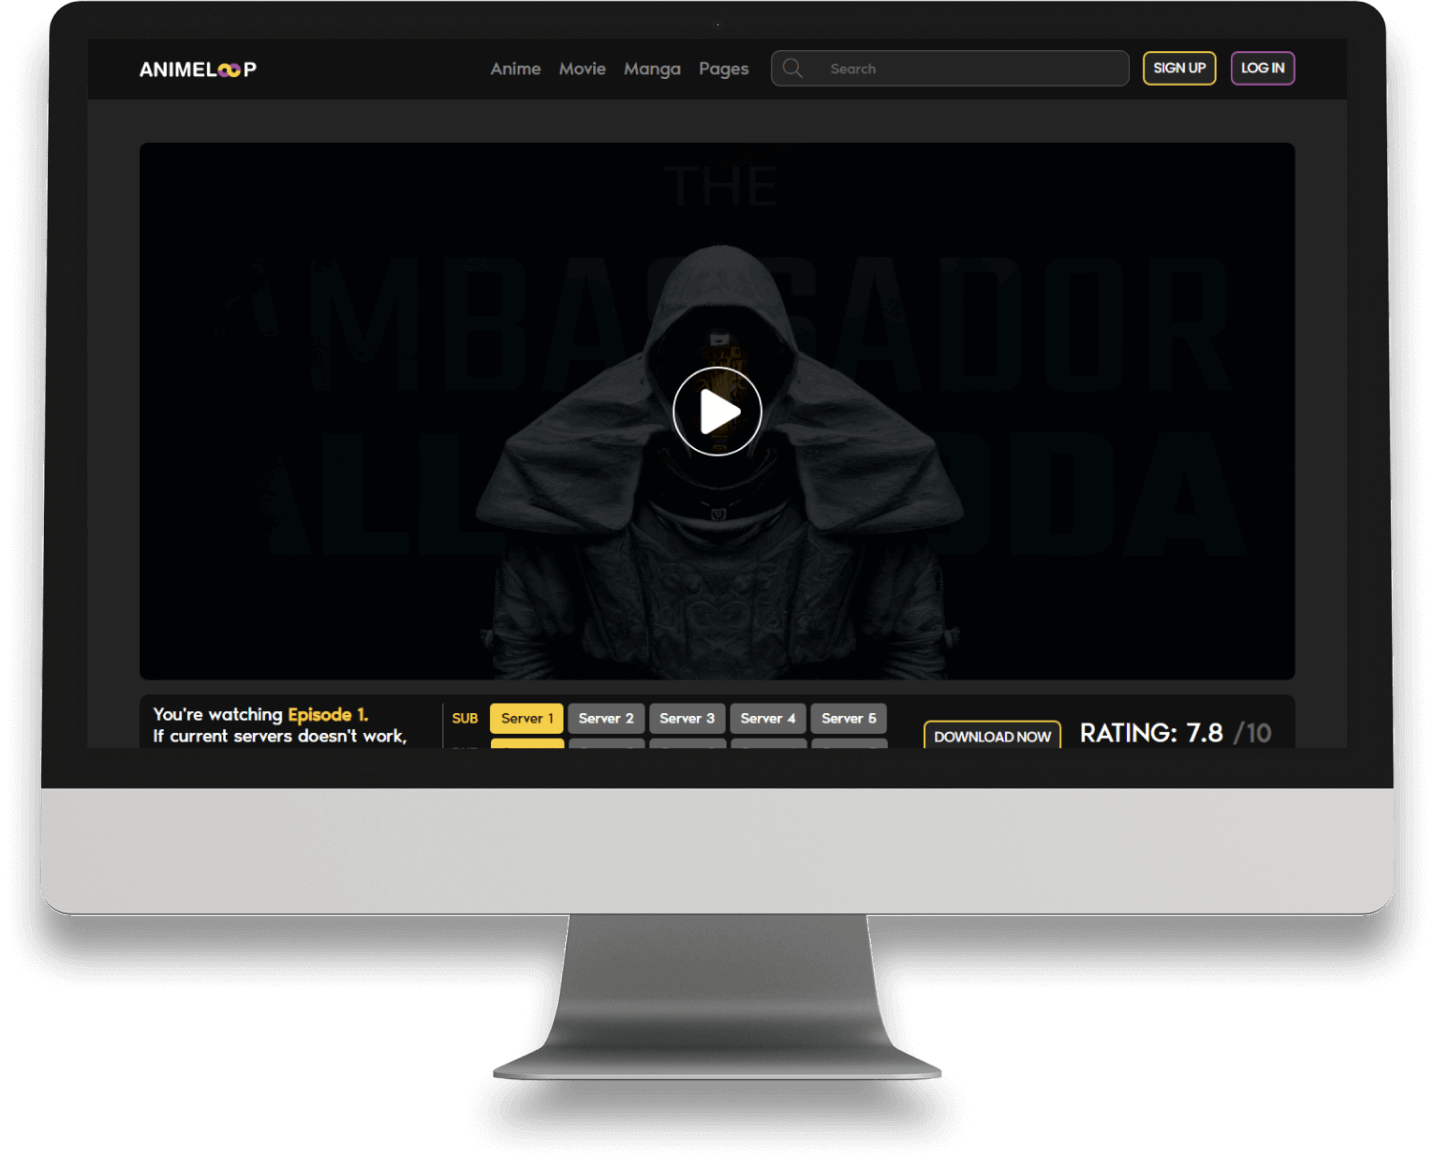 ANIMELOOP
Anime Movie Manga Pages
Search
SIGN UP
LOG IN
THE
AMBASSADOR
You're watching Episode 1.
If current servers doesn't work,
SUB Server 1 Server 2 Server 3 Server 4 Server 5
DOWNLOAD NOW
RATING: 7.8 /10